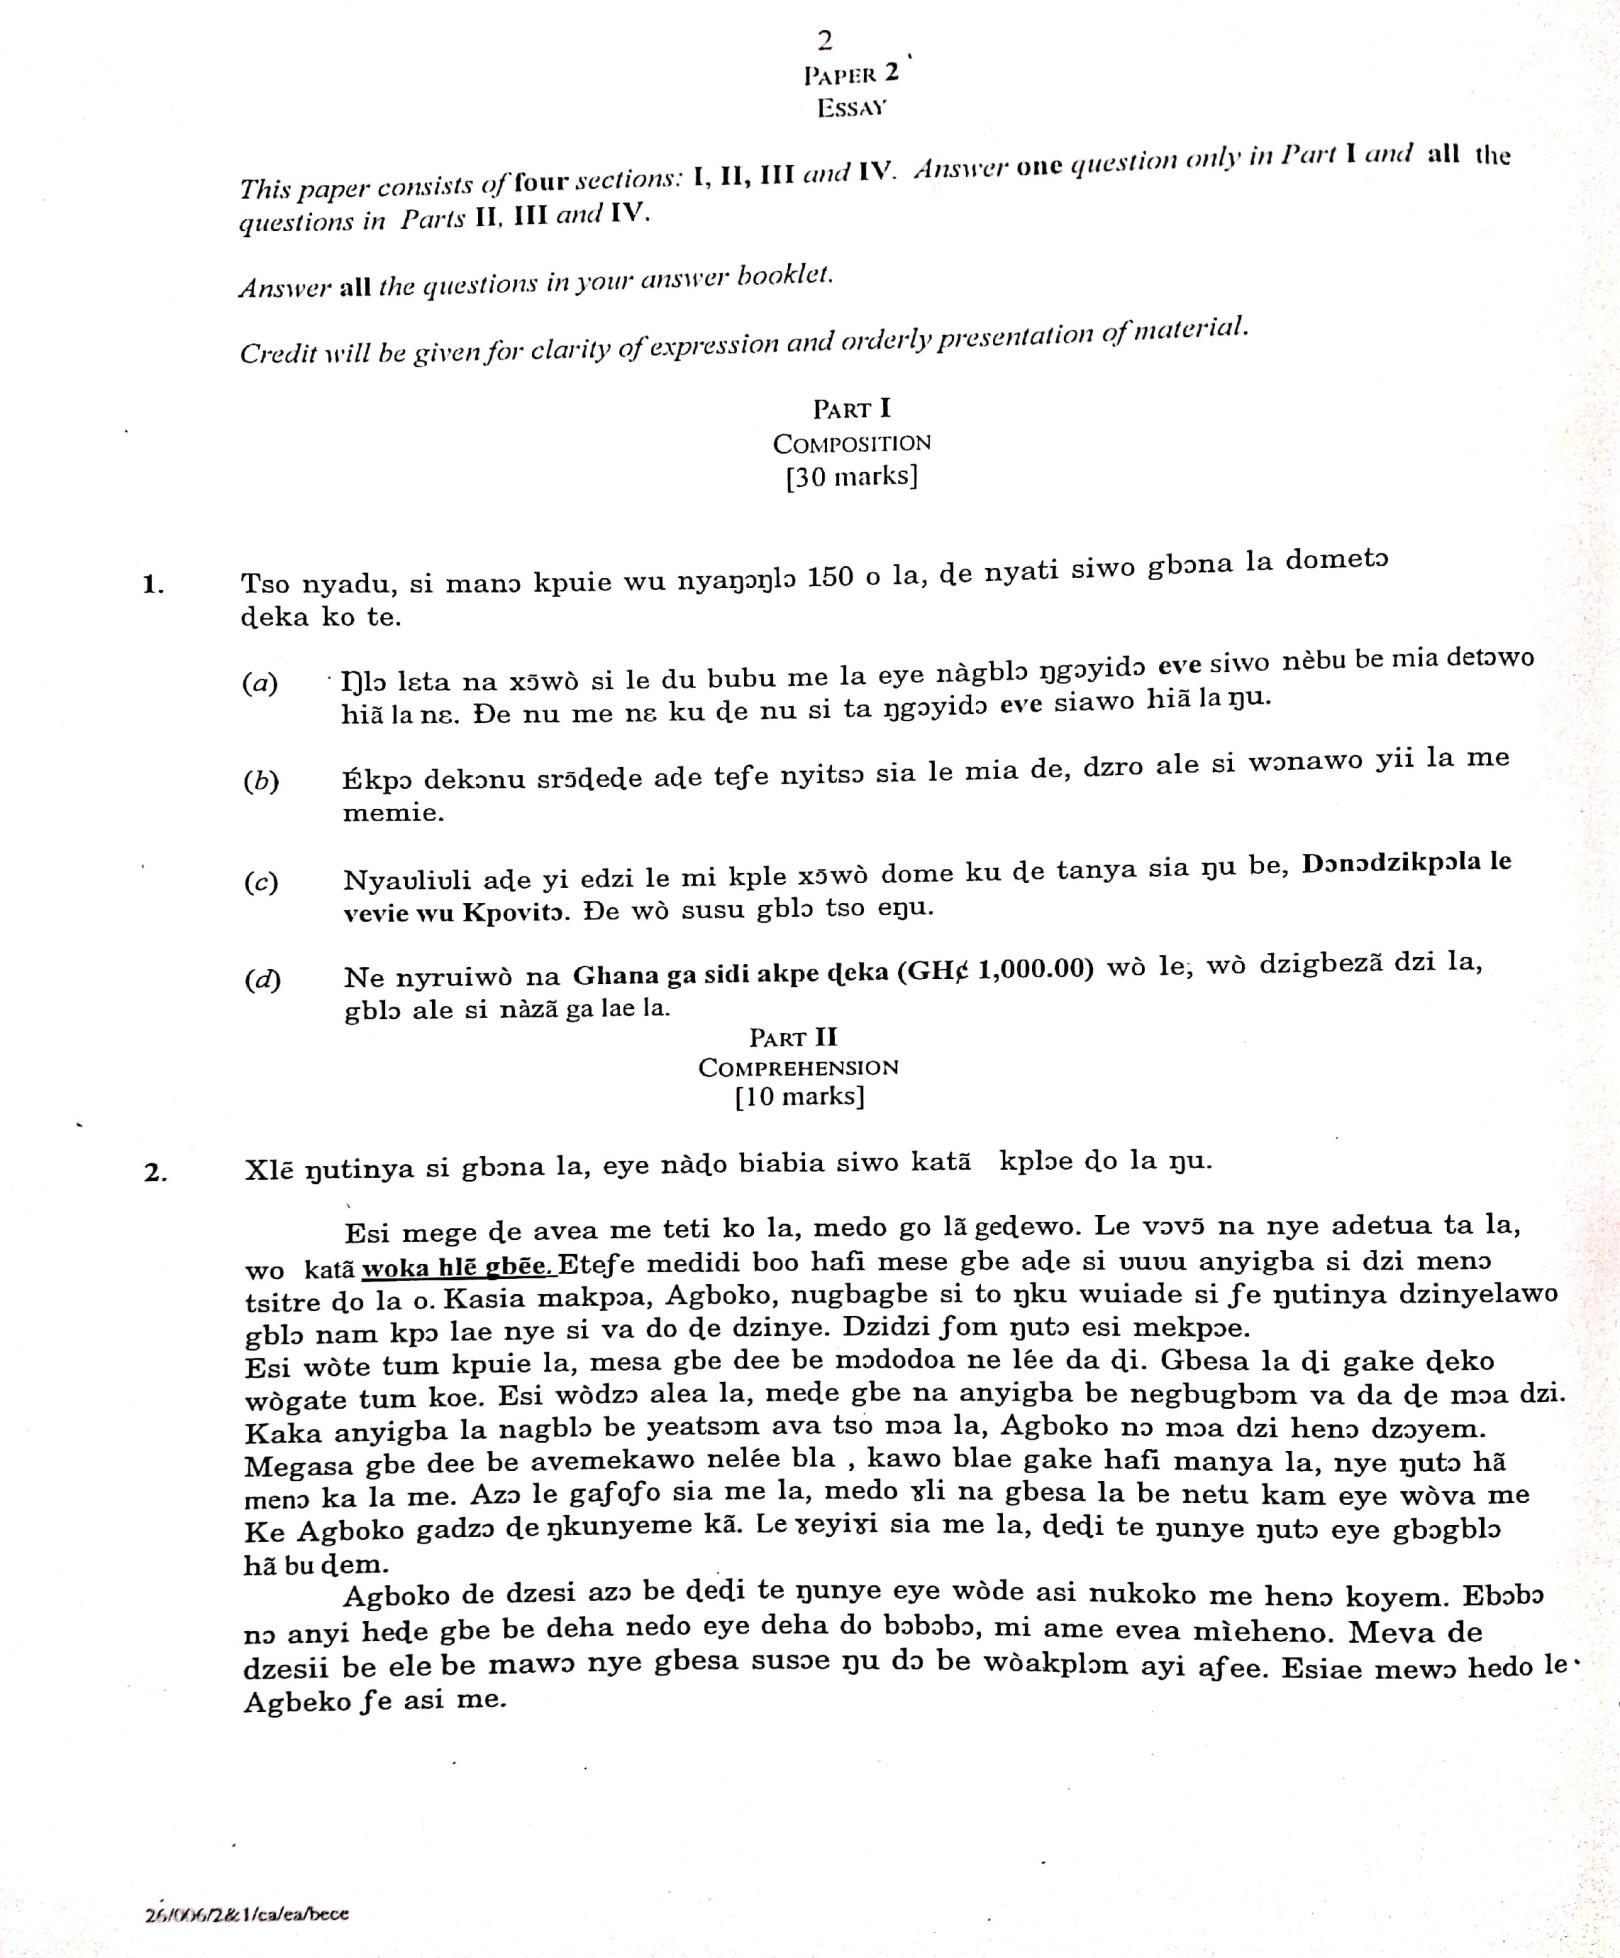 2
PAPER 2
ESSAY
This paper consists of four sections: I, II, III and IV. Answer one question only in Part I and all the
questions in Parts II, III and IV.
Answer all the questions in your answer booklet.
Credit will be given for clarity of expression and orderly presentation of material.
PART I
COMPOSITION
[30 marks]
1. Tso nyadu, si manɔ kpuie wu nyaŋɔŋlɔ 150 o la, ɖe nyati siwo gbɔna la dometɔ
ɖeka ko te.
(a) Ŋlɔ lɛta na xɔ̃wò si le du bubu me la eye nàgblɔ ŋgɔyidɔ eve siwo nèbu be mia detɔwo
hiã la nɛ. Ðe nu me nɛ ku ɖe nu si ta ŋgɔyidɔ eve siawo hiã la ŋu.
(b) Ékpɔ dekɔnu srɔ̃ɖeɖe aɖe teƒe nyitsɔ sia le mia de, dzro ale si wɔnawo yii la me
memie.
(c) Nyaʋliʋli aɖe yi edzi le mi kple xɔ̃wò dome ku ɖe tanya sia ŋu be, Dɔnɔdzikpɔla le
vevie wu Kpovitɔ. Ðe wò susu gblɔ tso eŋu.
(d) Ne nyruiwò na Ghana ga sidi akpe ɖeka (GH₵ 1,000.00) wò le, wò dzigbezã dzi la,
gblɔ ale si nàzã ga lae la.
PART II
COMPREHENSION
[10 marks]
2. Xlẽ ŋutinya si gbɔna la, eye nàɖo biabia siwo katã kplɔe ɖo la ŋu.
Esi mege ɖe avea me teti ko la, medo go lã geɖewo. Le vɔvɔ̃ na nye adetua ta la,
wo katã woka hlẽ gbẽe. Eteƒe medidi boo hafi mese gbe aɖe si ʋuʋu anyigba si dzi menɔ
tsitre ɖo la o. Kasia makpɔa, Agboko, nugbagbe si to ŋku wuiade si ƒe ŋutinya dzinyelawo
gblɔ nam kpɔ lae nye si va do ɖe dzinye. Dzidzi ƒom ŋutɔ esi mekpɔe.
Esi wòte tum kpuie la, mesa gbe dee be mɔdodoa ne lée da ɖi. Gbesa la ɖi gake ɖeko
wògate tum koe. Esi wòdzɔ alea la, meɖe gbe na anyigba be negbugbɔm va da ɖe mɔa dzi.
Kaka anyigba la nagblɔ be yeatsɔm ava tso mɔa la, Agboko nɔ mɔa dzi henɔ dzɔyem.
Megasa gbe dee be avemekawo nelée bla , kawo blae gake hafi manya la, nye ŋutɔ hã
menɔ ka la me. Azɔ le gaƒoƒo sia me la, medo ɣli na gbesa la be netu kam eye wòva me
Ke Agboko gadzɔ ɖe ŋkunyeme kã. Le ɣeyiɣi sia me la, ɖeɖi te ŋunye ŋutɔ eye gbɔgblɔ
hã bu ɖem.
Agboko de dzesi azɔ be ɖeɖi te ŋunye eye wòde asi nukoko me henɔ koyem. Ebɔbɔ
nɔ anyi heɖe gbe be deha nedo eye deha do bɔbɔbɔ, mi ame evea mìeheno. Meva de
dzesii be ele be mawɔ nye gbesa susɔe ŋu dɔ be wòakplɔm ayi aƒee. Esiae mewɔ hedo le
Agbeko ƒe asi me.
26/006/2&1/ca/ea/bece